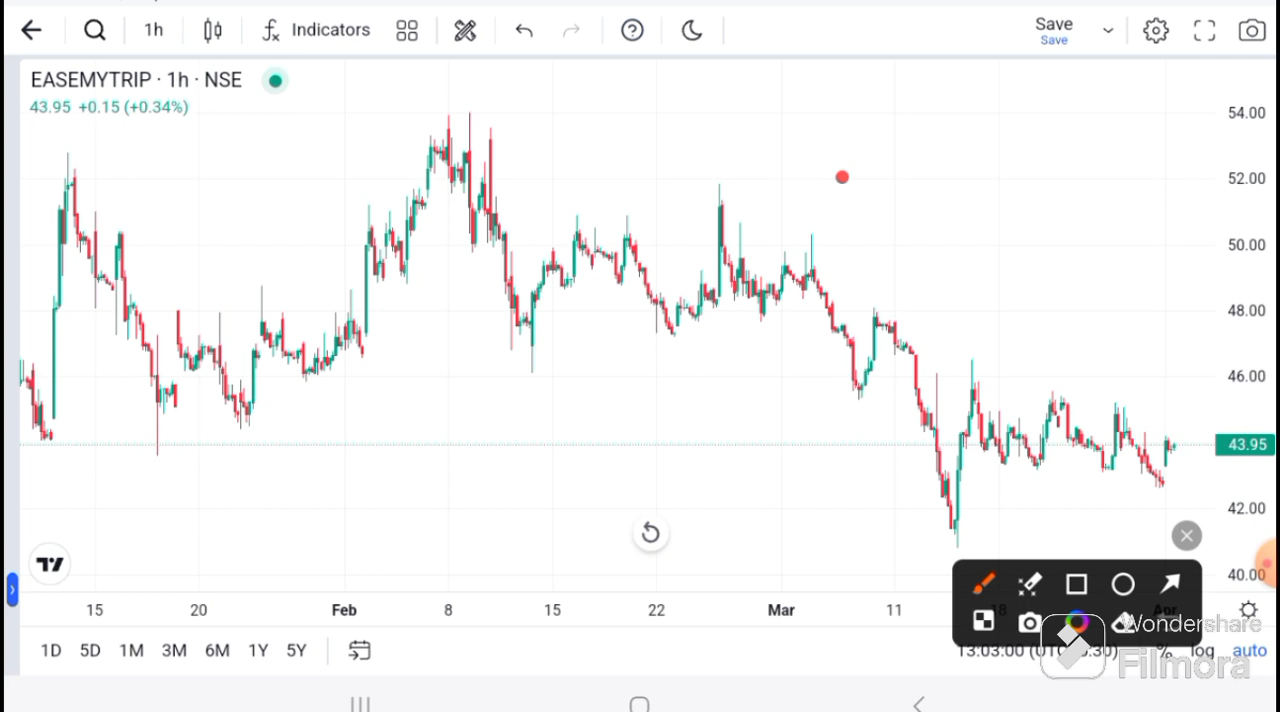 1h
Indicators
Save
Save
EASEMYTRIP · 1h · NSE
43.95 +0.15 (+0.34%)
54.00
52.00
50.00
48.00
46.00
43.95
42.00
40.00
15 20 Feb 8 15 22 Mar 11 18 Apr
1D 5D 1M 3M 6M 1Y 5Y
% log auto
Wondershare
Filmora